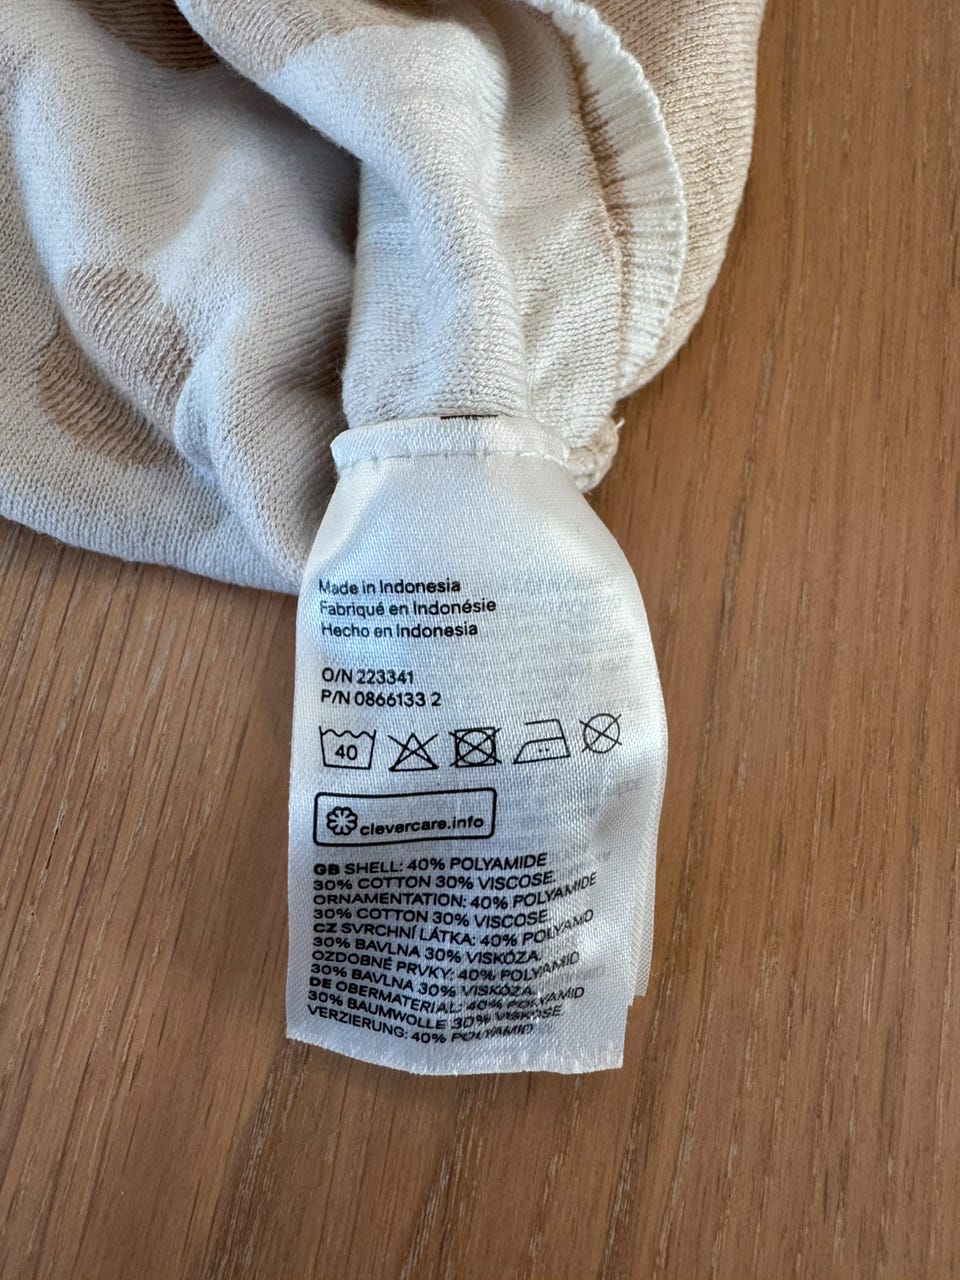 Made in Indonesia
Fabriqué en Indonésie
Hecho en Indonesia
O/N 223341
P/N 0866133 2
40
clevercare.info
GB SHELL: 40% POLYAMIDE
30% COTTON 30% VISCOSE.
ORNAMENTATION: 40% POLYAMIDE
30% COTTON 30% VISCOSE.
CZ SVRCHNÍ LÁTKA: 40% POLYAMID
30% BAVLNA 30% VISKÓZA.
OZDOBNÉ PRVKY: 40% POLYAMID
30% BAVLNA 30% VISKÓZA.
DE OBERMATERIAL: 40% POLYAMID
30% BAUMWOLLE 30% VISKOSE.
VERZIERUNG: 40% POLYAMID